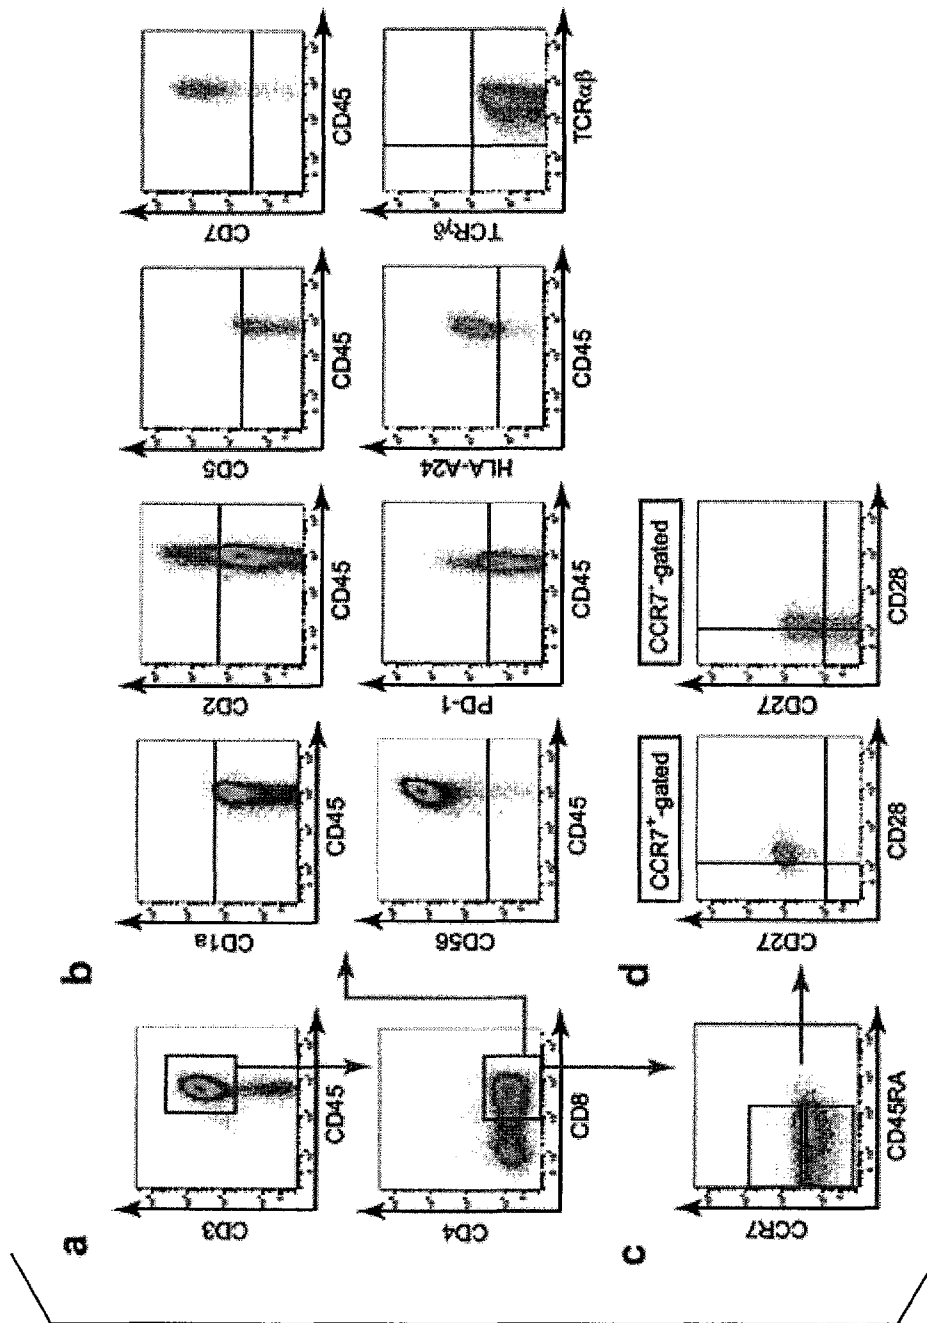 a
CD3
CD45
CD4
CD8
b
CD1a
CD45
CD2
CD45
CD5
CD45
CD7
CD45
CD56
CD45
PD-1
CD45
HLA-A24
CD45
TCRγδ
TCRαβ
c
CCR7
CD45RA
d
CCR7⁺-gated
CD27
CD28
CCR7⁻-gated
CD27
CD28